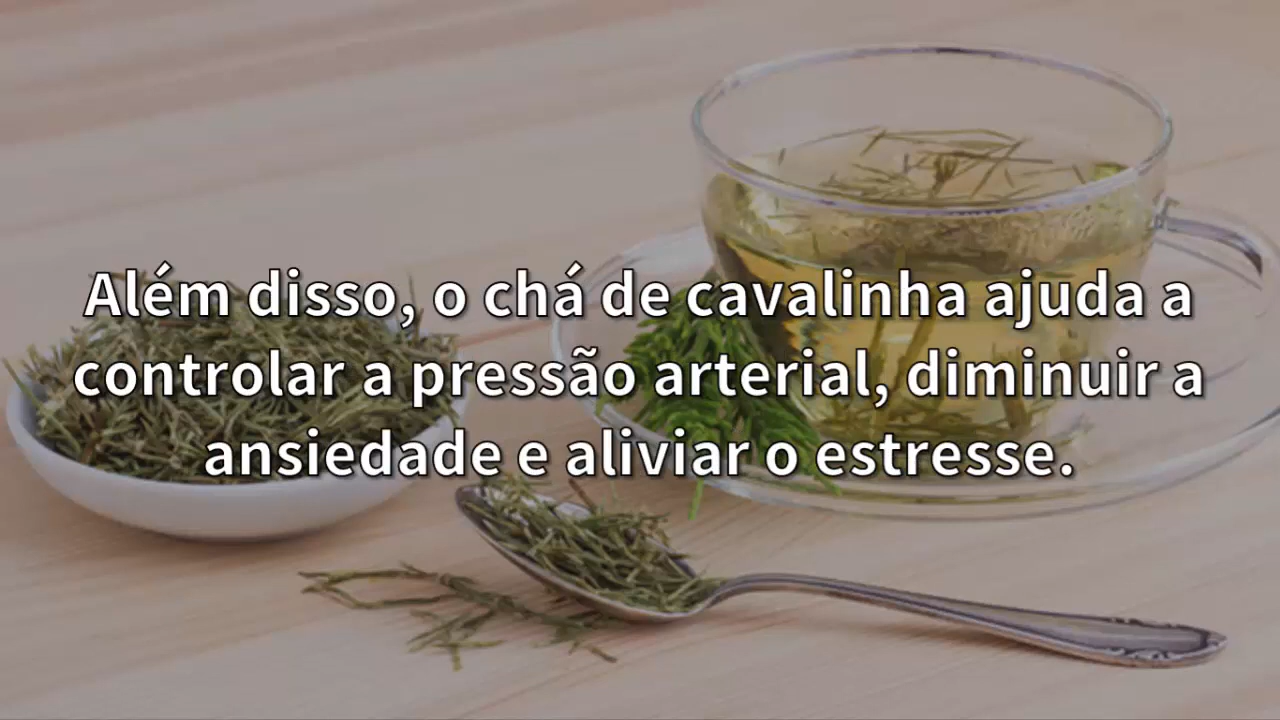 Além disso, o chá de cavalinha ajuda a
controlar a pressão arterial, diminuir a
ansiedade e aliviar o estresse.